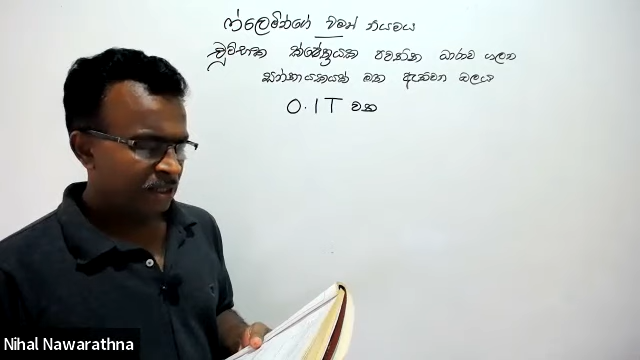 ෆ්ලෙමින්ගේ වමත් නියමය
චුම්භක ක්ෂේත්‍රයක පවතින ධාරාව ගලන
සන්නායකයක් මත ඇතිවන බලය
0.1T වන
Nihal Nawarathna